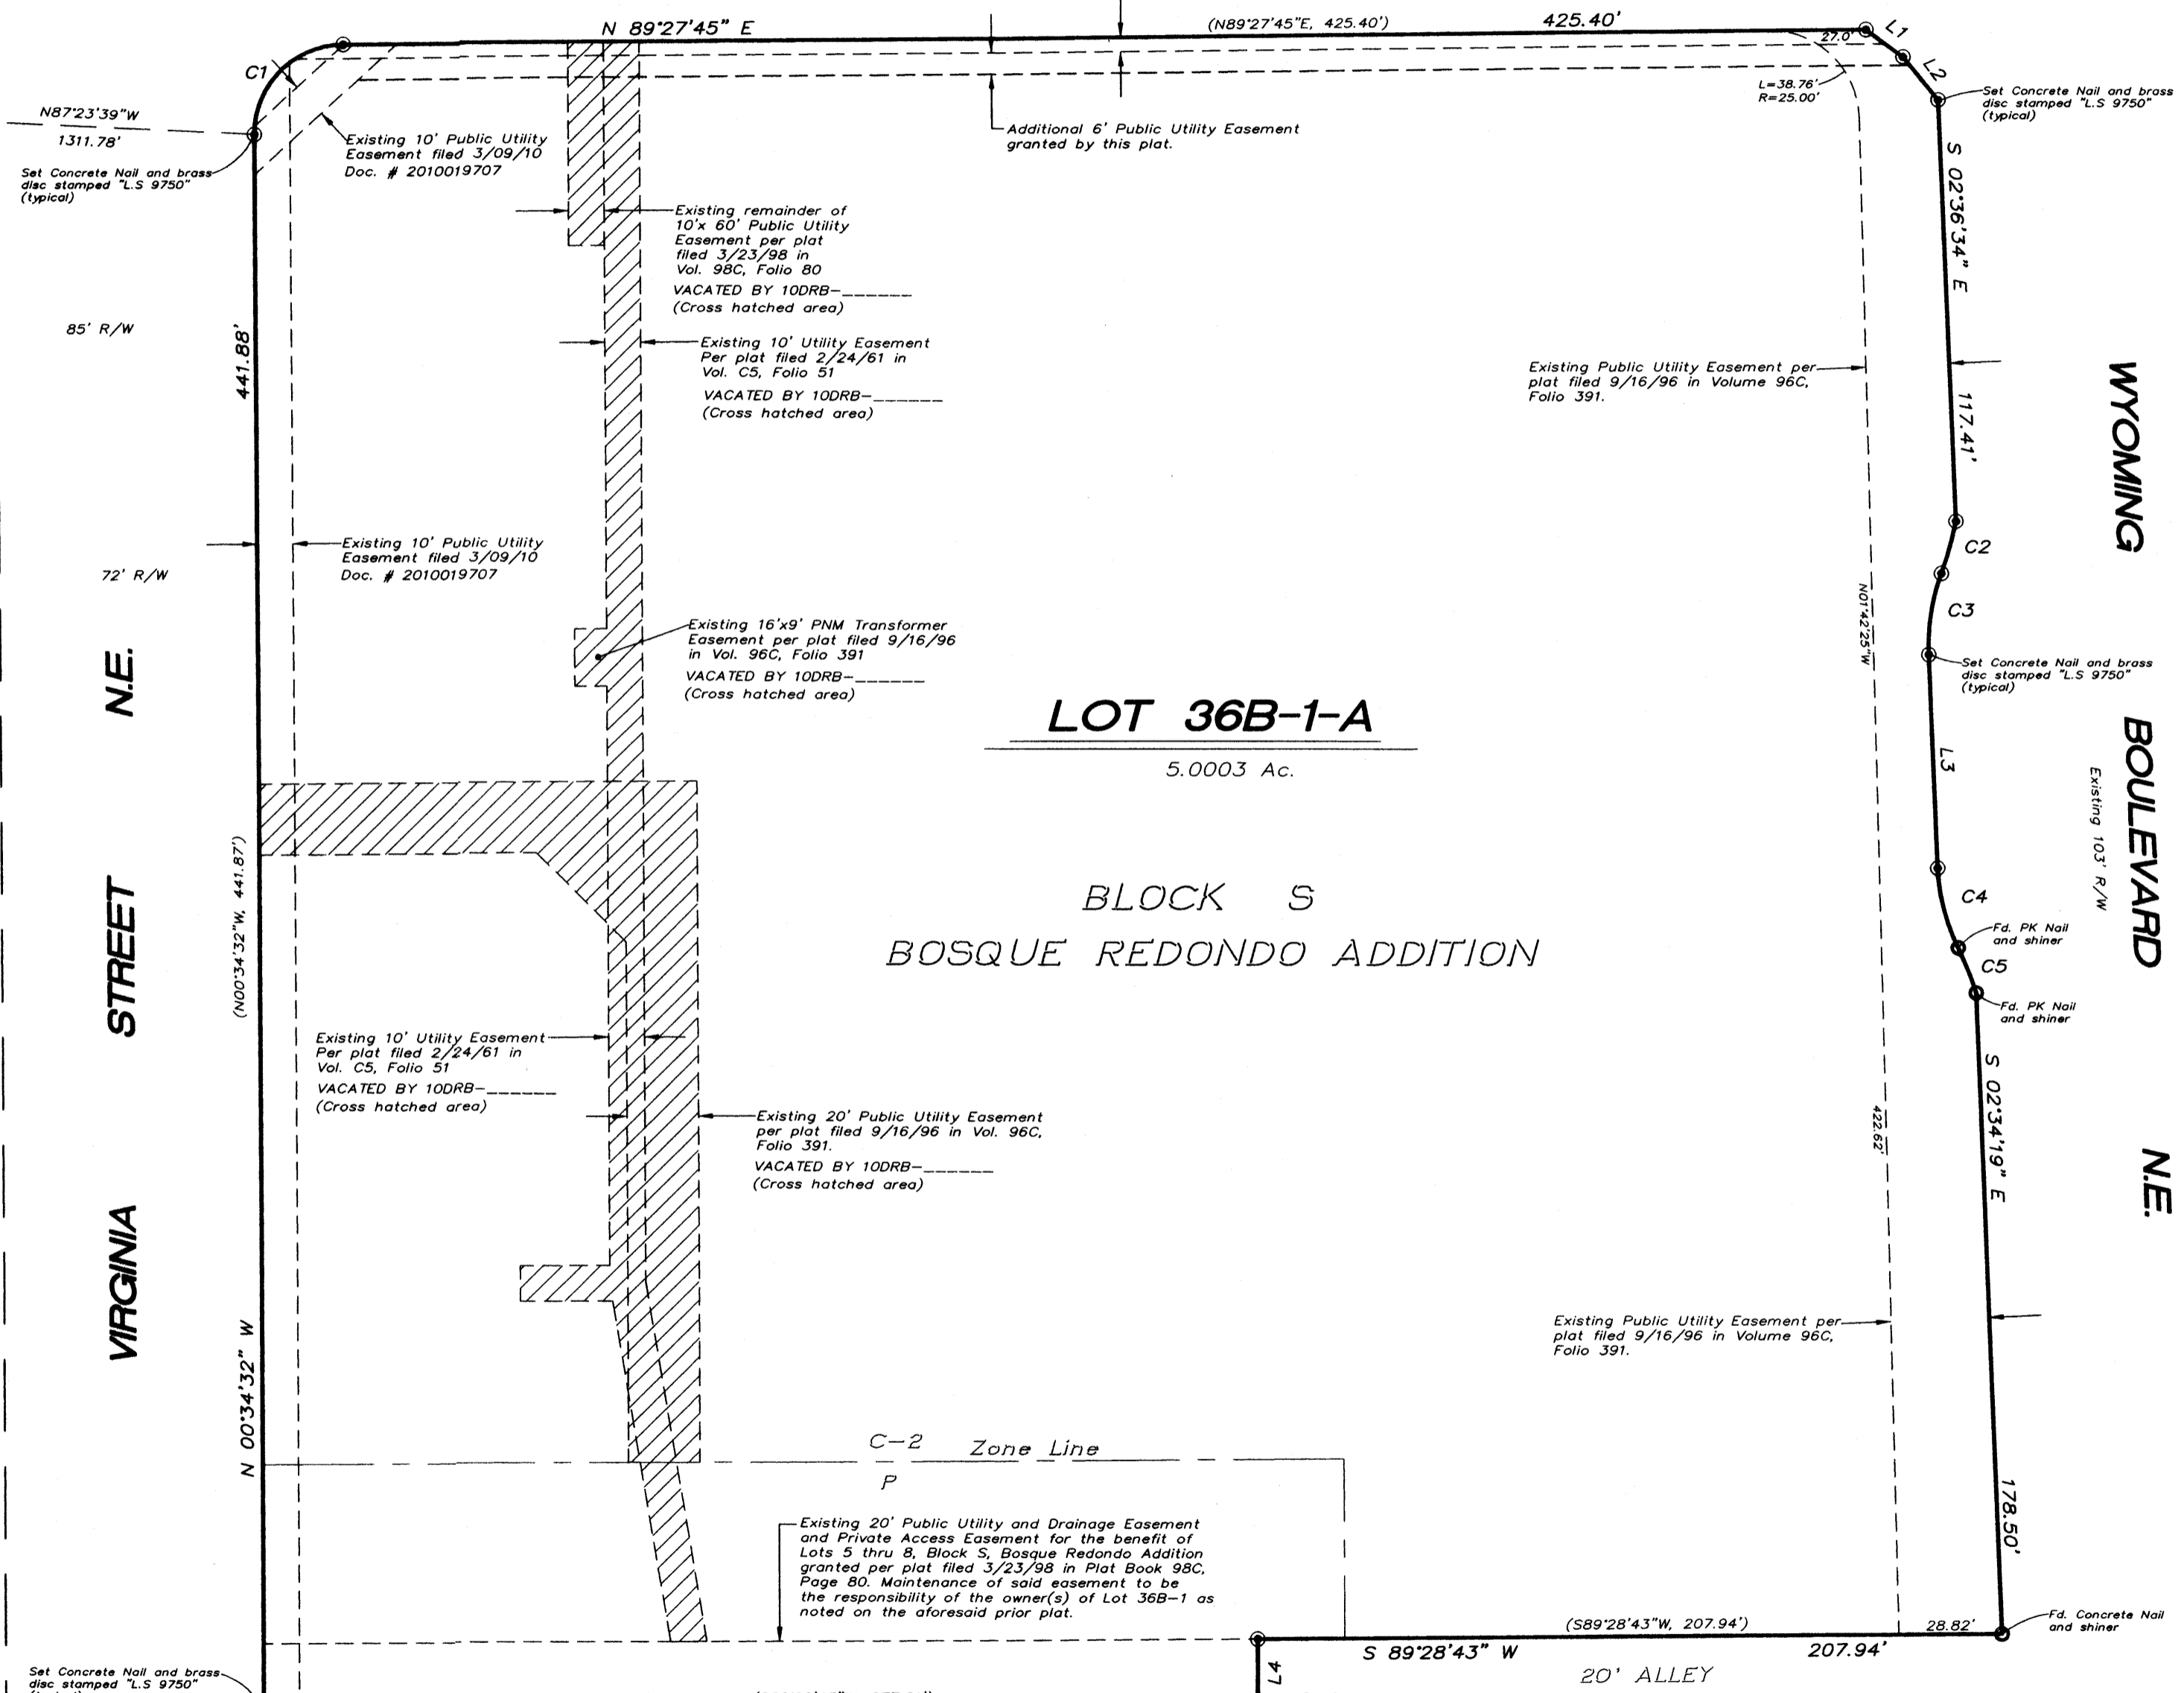 N 89°27'45" E
(N89°27'45"E, 425.40')
425.40'
27.0'
L1
L2
C1
L=38.76'
R=25.00'
Set Concrete Nail and brass
disc stamped "L.S 9750"
(typical)
N87°23'39"W
1311.78'
Set Concrete Nail and brass
disc stamped "L.S 9750"
(typical)
Existing 10' Public Utility
Easement filed 3/09/10
Doc. # 2010019707
Additional 6' Public Utility Easement
granted by this plat.
S 02°36'34" E
117.41'
Existing remainder of
10'x 60' Public Utility
Easement per plat
filed 3/23/98 in
Vol. 98C, Folio 80
VACATED BY 10DRB-______
(Cross hatched area)
85' R/W
441.88'
Existing 10' Utility Easement
Per plat filed 2/24/61 in
Vol. C5, Folio 51
VACATED BY 10DRB-______
(Cross hatched area)
Existing Public Utility Easement per
plat filed 9/16/96 in Volume 96C,
Folio 391.
WYOMING
BOULEVARD
N.E.
Existing 103' R/W
Existing 10' Public Utility
Easement filed 3/09/10
Doc. # 2010019707
72' R/W
C2
C3
N01°42'25"W
Existing 16'x9' PNM Transformer
Easement per plat filed 9/16/96
in Vol. 96C, Folio 391
VACATED BY 10DRB-______
(Cross hatched area)
Set Concrete Nail and brass
disc stamped "L.S 9750"
(typical)
LOT 36B-1-A
5.0003 Ac.
L3
BLOCK S
BOSQUE REDONDO ADDITION
C4
Fd. PK Nail
and shiner
C5
Fd. PK Nail
and shiner
VIRGINIA STREET N.E.
(N00°34'32"W, 441.87')
N 00°34'32" W
Existing 10' Utility Easement
Per plat filed 2/24/61 in
Vol. C5, Folio 51
VACATED BY 10DRB-______
(Cross hatched area)
Existing 20' Public Utility Easement
per plat filed 9/16/96 in Vol. 96C,
Folio 391.
VACATED BY 10DRB-______
(Cross hatched area)
422.62'
S 02°34'19" E
178.50'
Existing Public Utility Easement per
plat filed 9/16/96 in Volume 96C,
Folio 391.
C-2 Zone Line
P
Existing 20' Public Utility and Drainage Easement
and Private Access Easement for the benefit of
Lots 5 thru 8, Block S, Bosque Redondo Addition
granted per plat filed 3/23/98 in Plat Book 98C,
Page 80. Maintenance of said easement to be
the responsibility of the owner(s) of Lot 36B-1 as
noted on the aforesaid prior plat.
(S89°28'43"W, 207.94')
28.82'
Fd. Concrete Nail
and shiner
S 89°28'43" W
207.94'
20' ALLEY
L4
Set Concrete Nail and brass
disc stamped "L.S 9750"